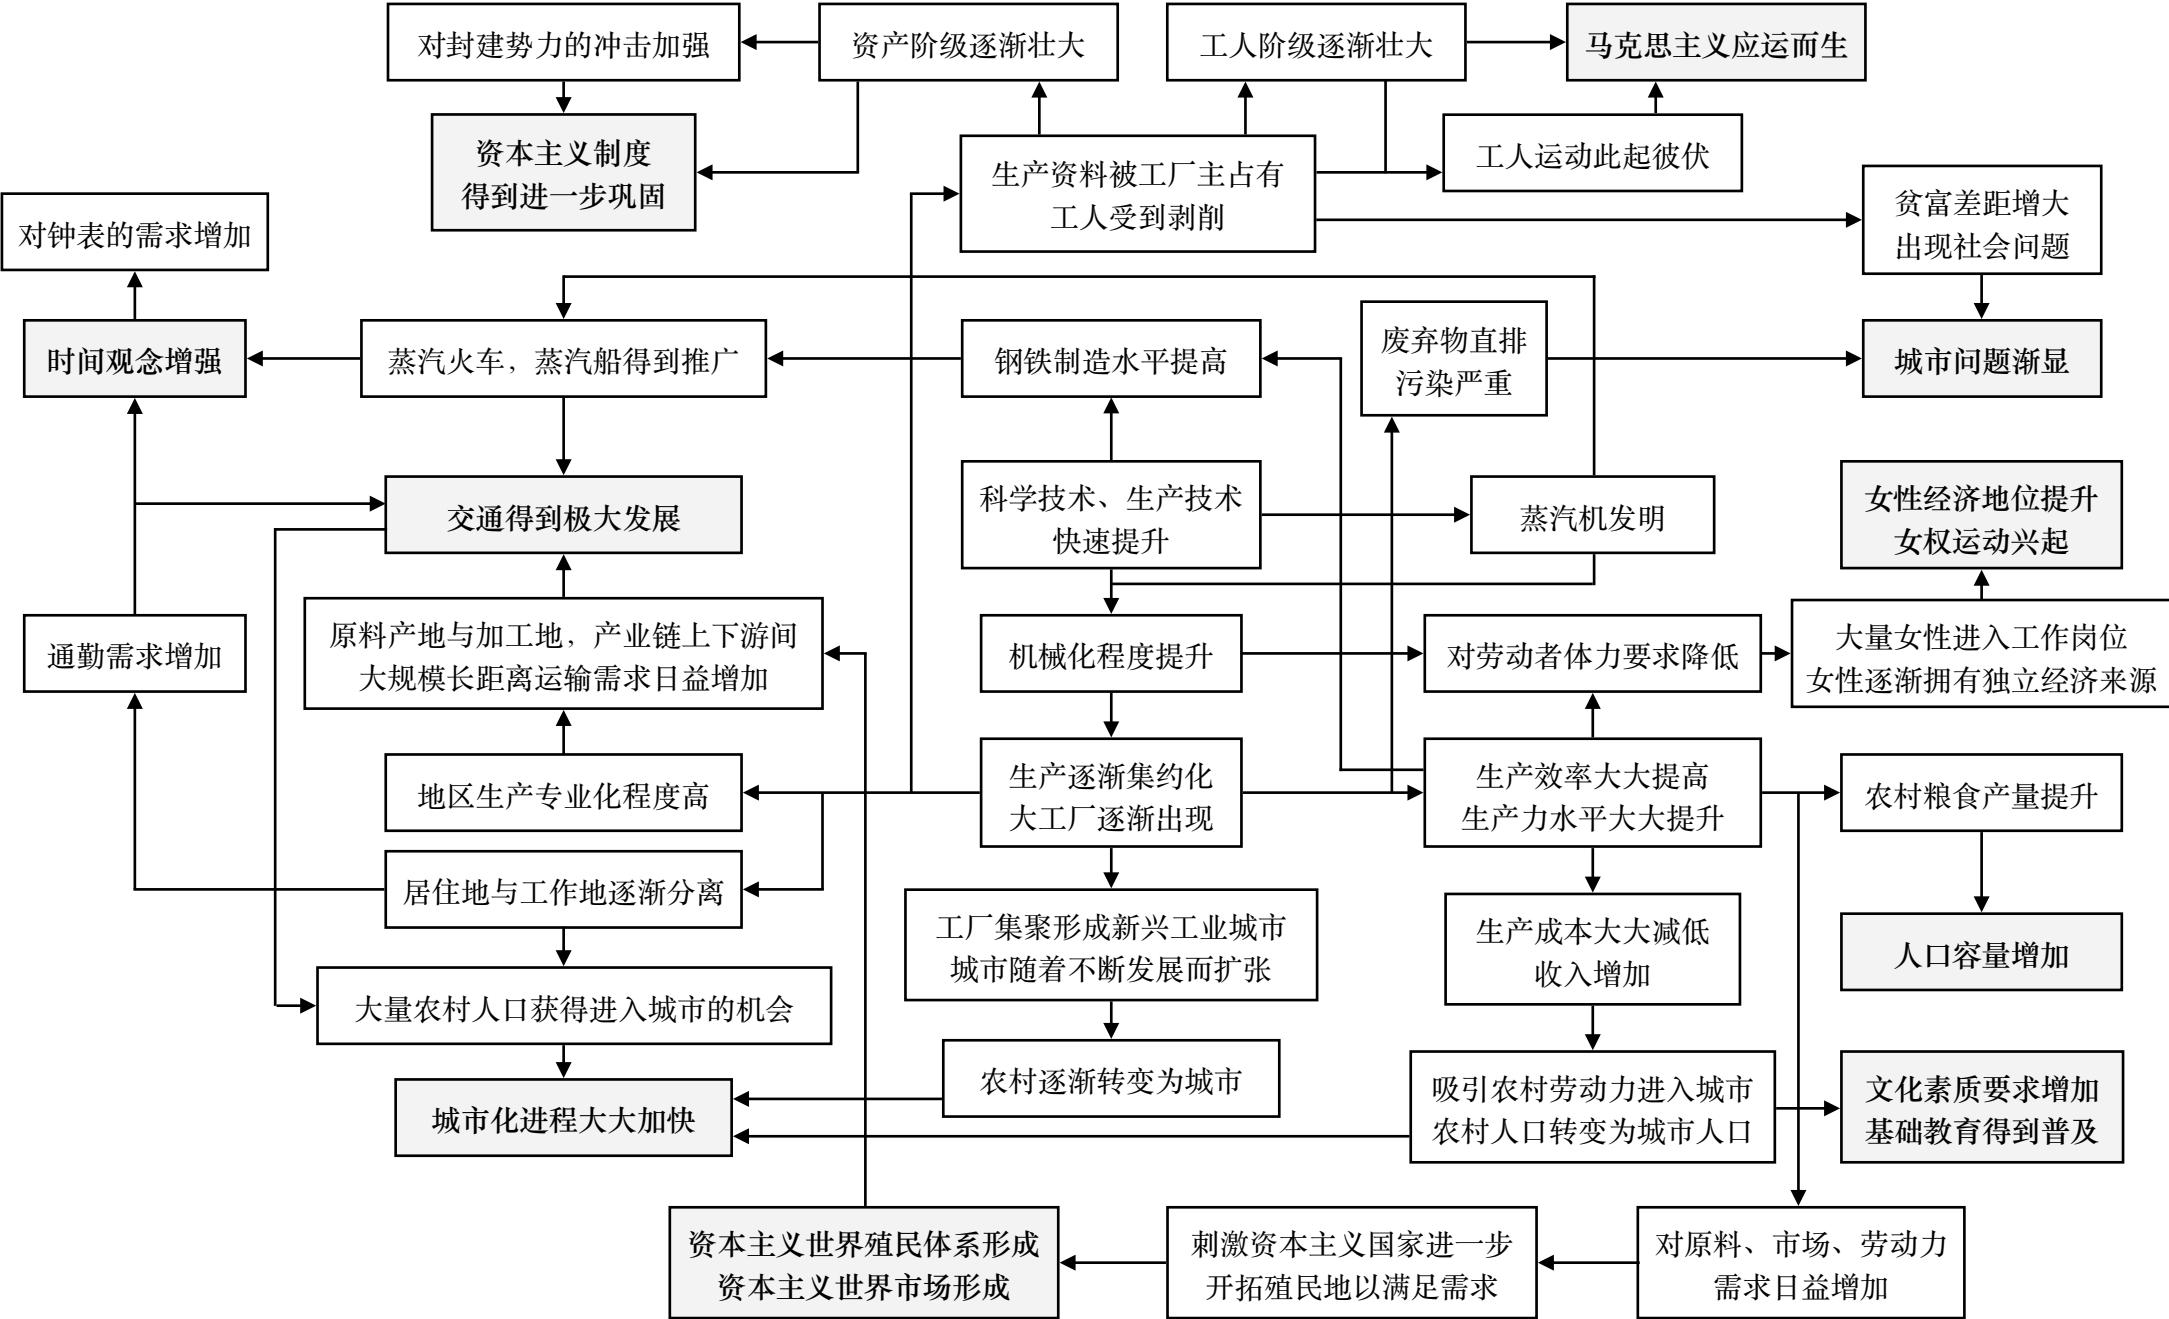 对封建势力的冲击加强
资产阶级逐渐壮大
工人阶级逐渐壮大
马克思主义应运而生
资本主义制度
得到进一步巩固
生产资料被工厂主占有
工人受到剥削
工人运动此起彼伏
贫富差距增大
出现社会问题
对钟表的需求增加
时间观念增强
蒸汽火车，蒸汽船得到推广
钢铁制造水平提高
废弃物直排
污染严重
城市问题渐显
交通得到极大发展
科学技术、生产技术
快速提升
蒸汽机发明
女性经济地位提升
女权运动兴起
通勤需求增加
原料产地与加工地，产业链上下游间
大规模长距离运输需求日益增加
机械化程度提升
对劳动者体力要求降低
大量女性进入工作岗位
女性逐渐拥有独立经济来源
地区生产专业化程度高
生产逐渐集约化
大工厂逐渐出现
生产效率大大提高
生产力水平大大提升
农村粮食产量提升
居住地与工作地逐渐分离
工厂集聚形成新兴工业城市
城市随着不断发展而扩张
生产成本大大减低
收入增加
人口容量增加
大量农村人口获得进入城市的机会
农村逐渐转变为城市
吸引农村劳动力进入城市
农村人口转变为城市人口
文化素质要求增加
基础教育得到普及
城市化进程大大加快
资本主义世界殖民体系形成
资本主义世界市场形成
刺激资本主义国家进一步
开拓殖民地以满足需求
对原料、市场、劳动力
需求日益增加